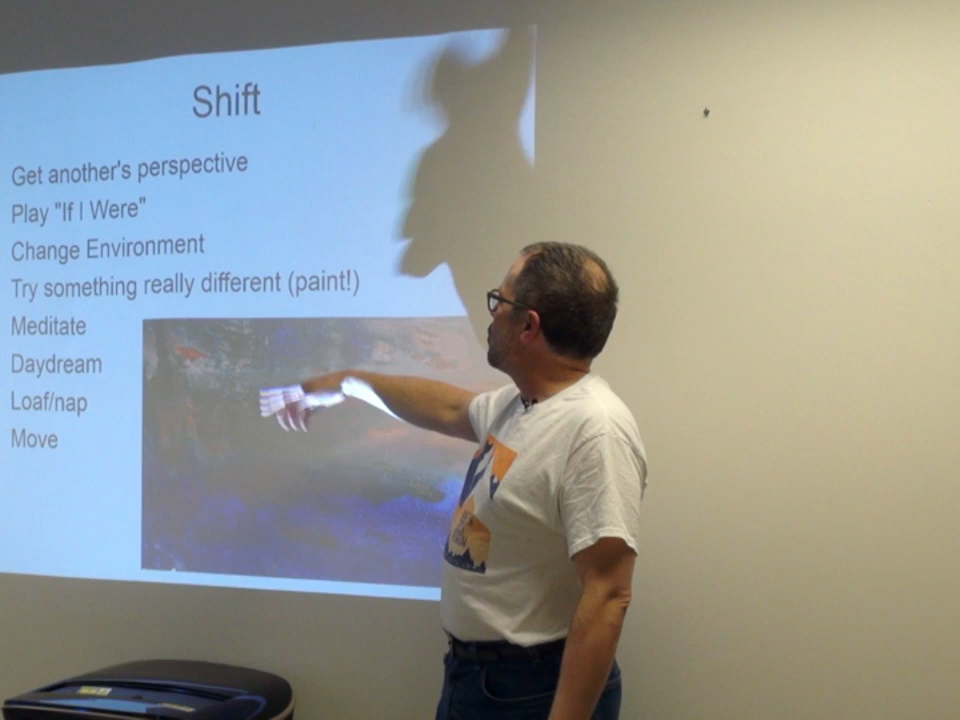 Shift
Get another's perspective
Play "If I Were"
Change Environment
Try something really different (paint!)
Meditate
Daydream
Loaf/nap
Move